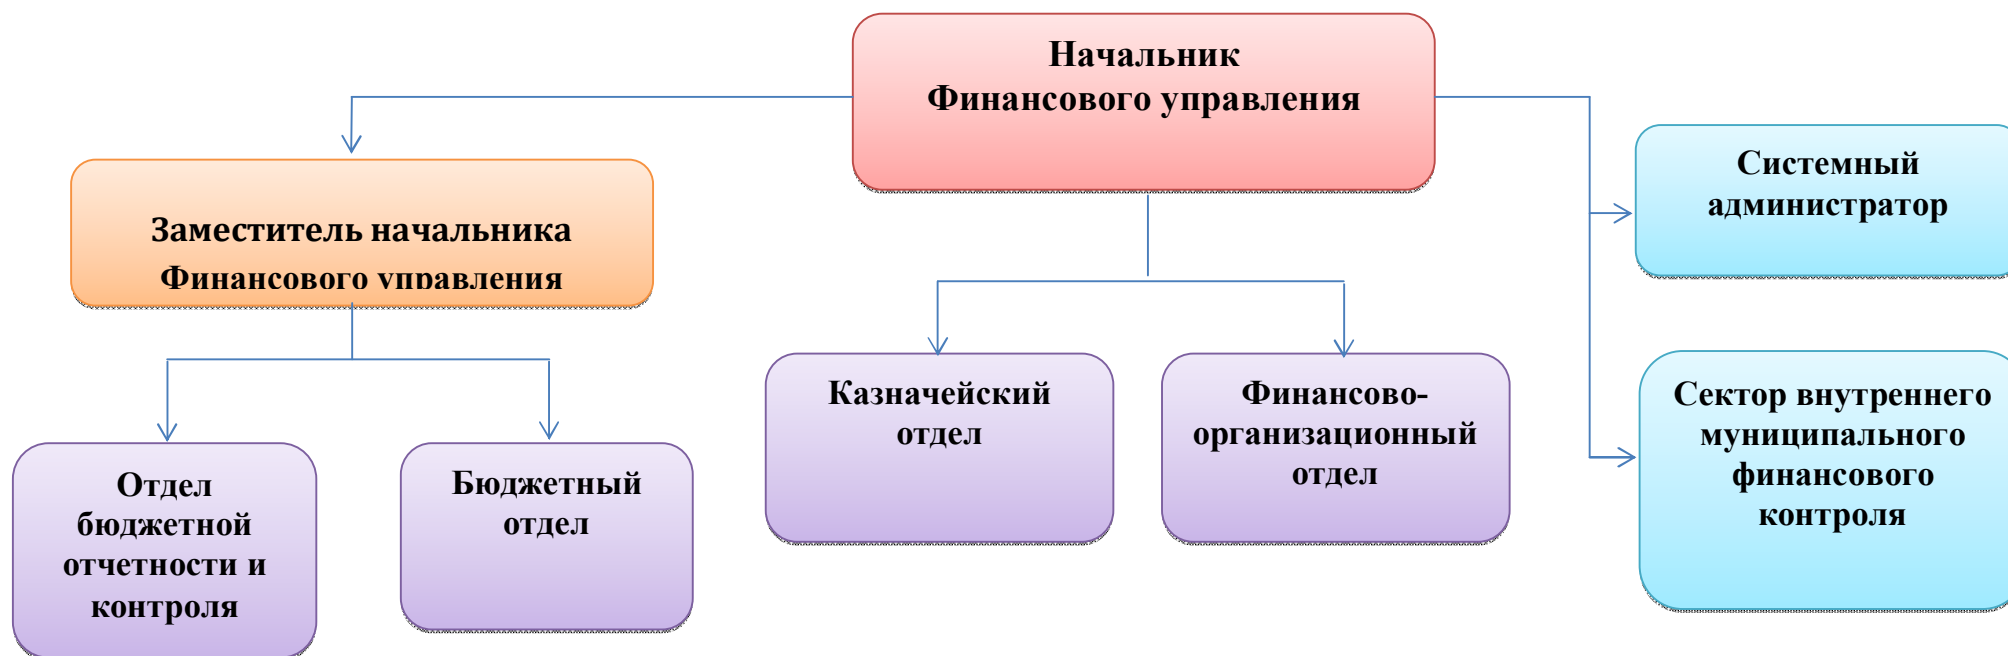 Начальник
Финансового управления
Системный
администратор
Заместитель начальника
Финансового управления
Казначейский
отдел
Финансово-
организационный
отдел
Сектор внутреннего
муниципального
финансового
контроля
Отдел
бюджетной
отчетности и
контроля
Бюджетный
отдел